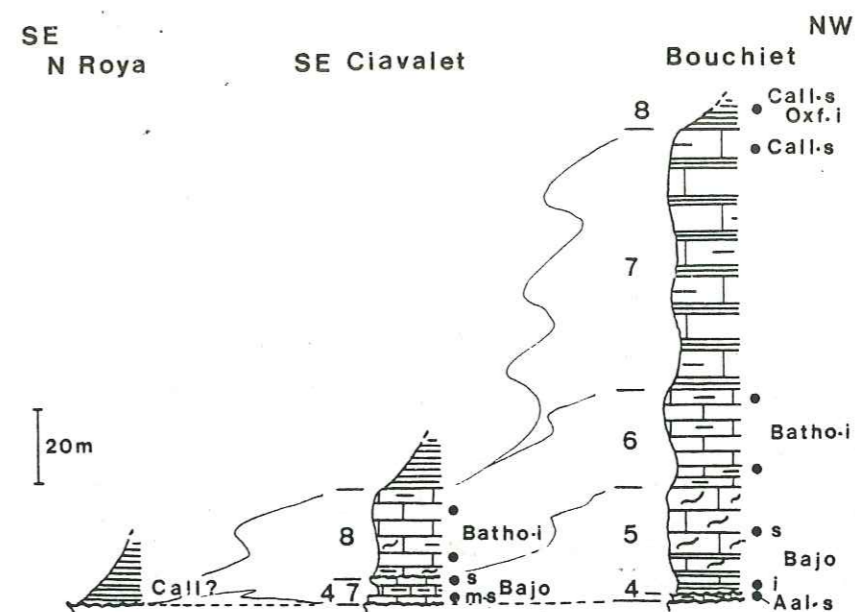 SE
NW
N Roya
SE Ciavalet
Bouchiet
8
Call.s
Oxf.i
Call.s
7
20m
6
Batho.i
8
Batho.i
5
s
Bajo
4 7
s
m-s
Bajo
Call?
4
i
Aal.s